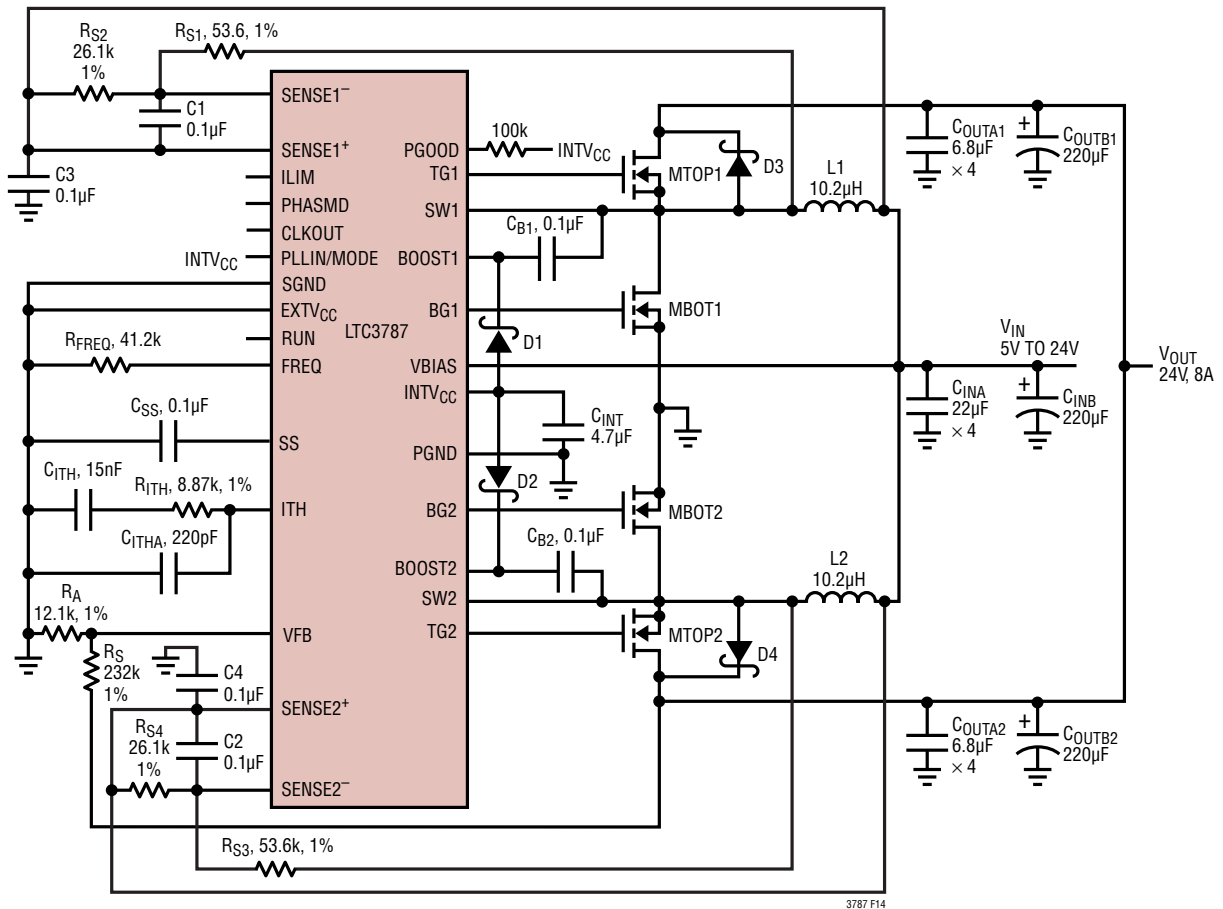 RS2
26.1k
1%
RS1, 53.6, 1%
C1
0.1µF
C3
0.1µF
SENSE1–
SENSE1+
ILIM
PHASMD
CLKOUT
INTVCC
PLLIN/MODE
SGND
EXTVCC
LTC3787
RUN
RFREQ, 41.2k
FREQ
CSS, 0.1µF
SS
CITH, 15nF
RITH, 8.87k, 1%
ITH
CITHA, 220pF
RA
12.1k, 1%
VFB
RS
232k
1%
C4
0.1µF
SENSE2+
RS4
26.1k
1%
C2
0.1µF
SENSE2–
RS3, 53.6k, 1%
PGOOD
100k
INTVCC
TG1
MTOP1
D3
L1
10.2µH
SW1
CB1, 0.1µF
BOOST1
BG1
MBOT1
D1
VBIAS
INTVCC
CINT
4.7µF
PGND
D2
BG2
MBOT2
CB2, 0.1µF
BOOST2
L2
10.2µH
SW2
TG2
MTOP2
D4
COUTA1
6.8µF
× 4
+
COUTB1
220µF
VIN
5V TO 24V
CINA
22µF
× 4
+
CINB
220µF
VOUT
24V, 8A
COUTA2
6.8µF
× 4
+
COUTB2
220µF
3787 F14